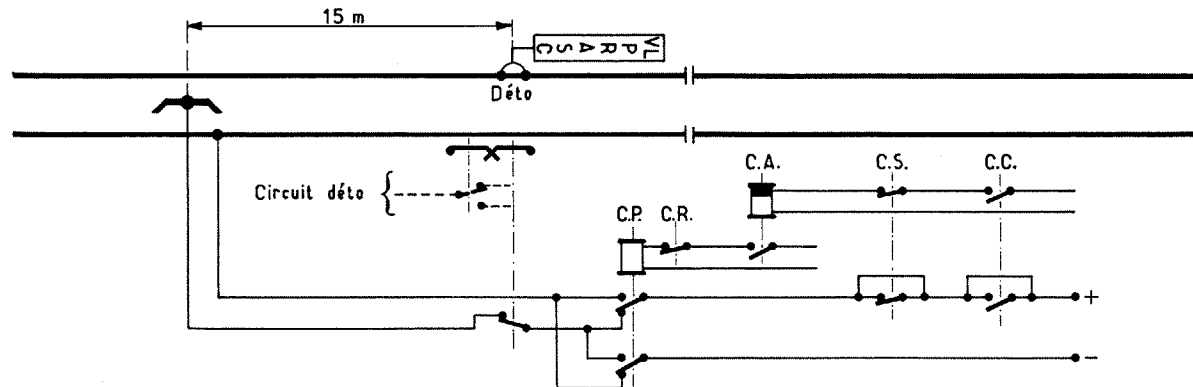 15 m
VL P R A S C
Déto
Circuit déto
C.P.
C.R.
C.A.
C.S.
C.C.
+
-